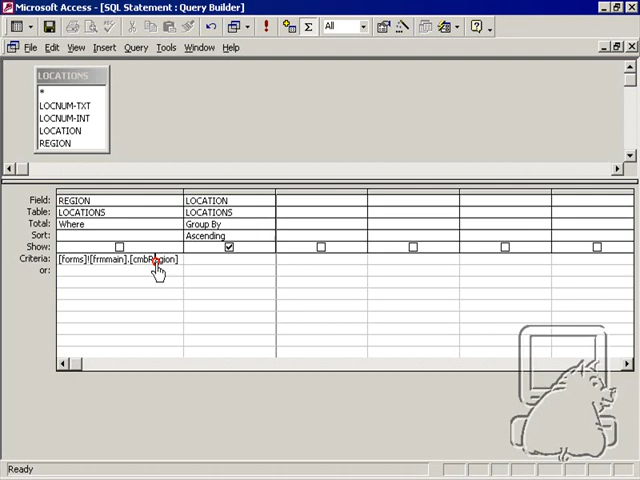 Microsoft Access - [SQL Statement : Query Builder]
All
File Edit View Insert Query Tools Window Help
LOCATIONS
*
LOCNUM-TXT
LOCNUM-INT
LOCATION
REGION
Field: REGION LOCATION
Table: LOCATIONS LOCATIONS
Total: Where Group By
Sort: Ascending
Show:
Criteria: [forms]![frmmain].[cmbRegion]
or:
Ready